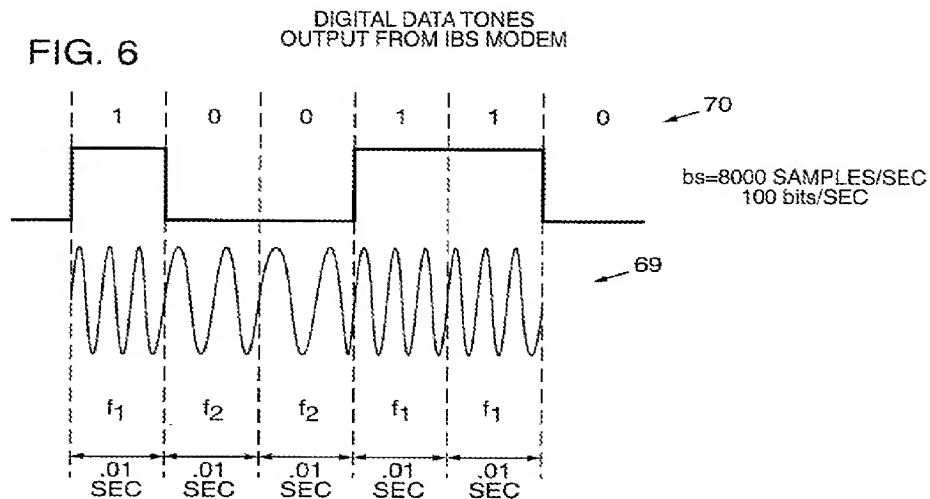 DIGITAL DATA TONES
OUTPUT FROM IBS MODEM
FIG. 6
1 0 0 1 1 0
70
bs=8000 SAMPLES/SEC
100 bits/SEC
69
f1 f2 f2 f1 f1
.01 .01 .01 .01 .01
SEC SEC SEC SEC SEC